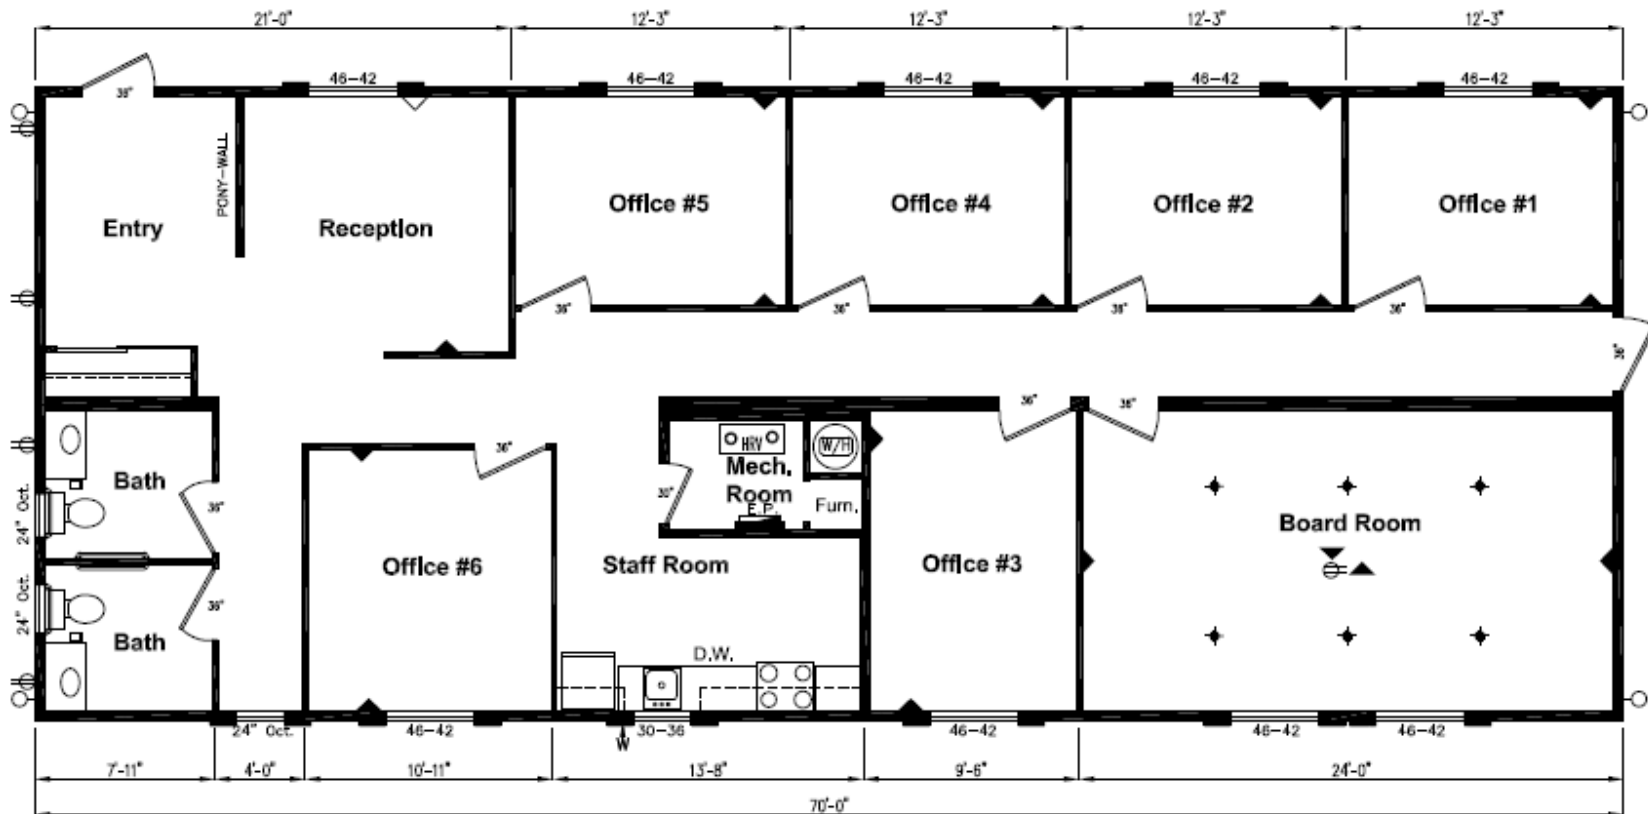 21'-0" 12'-3" 12'-3" 12'-3" 12'-3"
46-42 46-42 46-42 46-42 46-42
36"
PONY-WALL
Entry
Reception
Office #5
Office #4
Office #2
Office #1
36" 36" 36" 36"
36"
36" 36"
36"
HRV
W/H
Mech.
Room
E.P.
Furn.
30"
Bath
24" Oct.
36"
Office #6
Staff Room
Office #3
Board Room
24" Oct.
36"
Bath
D.W.
24" Oct. 46-42 30-36 46-42 46-42 46-42
W
7'-11" 4'-0" 10'-11" 13'-8" 9'-6" 24'-0"
70'-0"